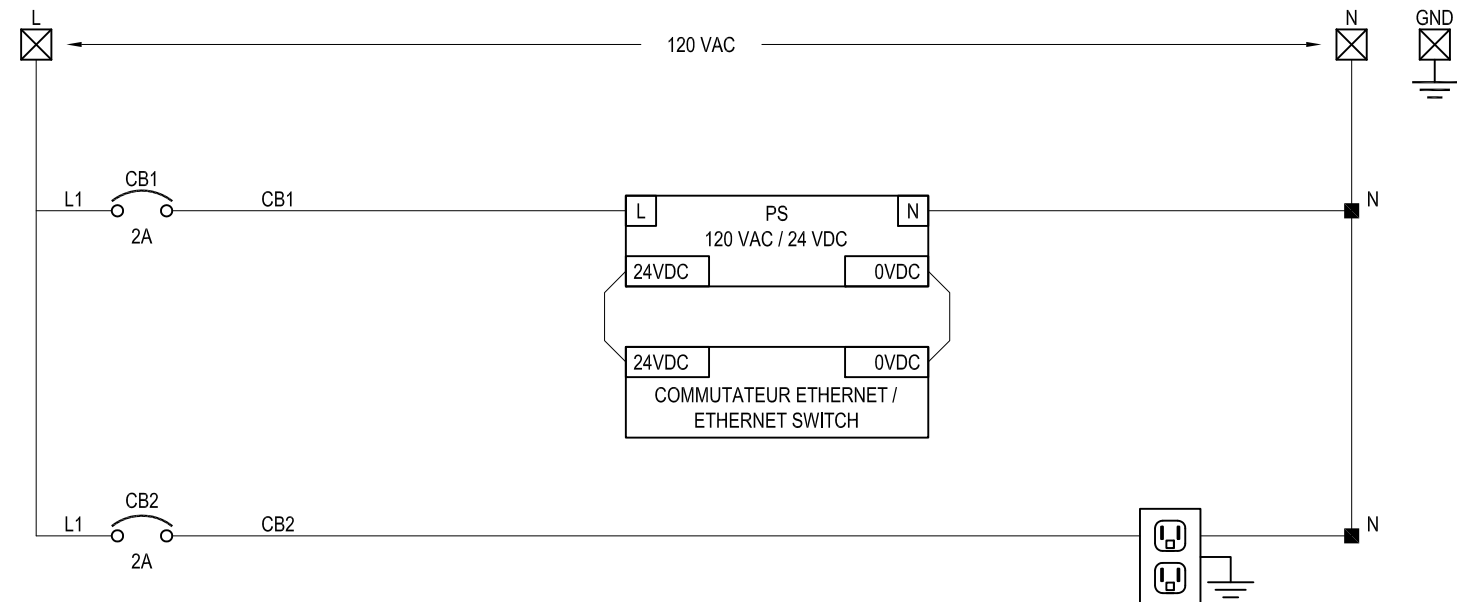 L
N
GND
120 VAC
CB1
L1
CB1
2A
L
PS
N
N
120 VAC / 24 VDC
24VDC
0VDC
24VDC
0VDC
COMMUTATEUR ETHERNET /
ETHERNET SWITCH
CB2
L1
CB2
2A
N